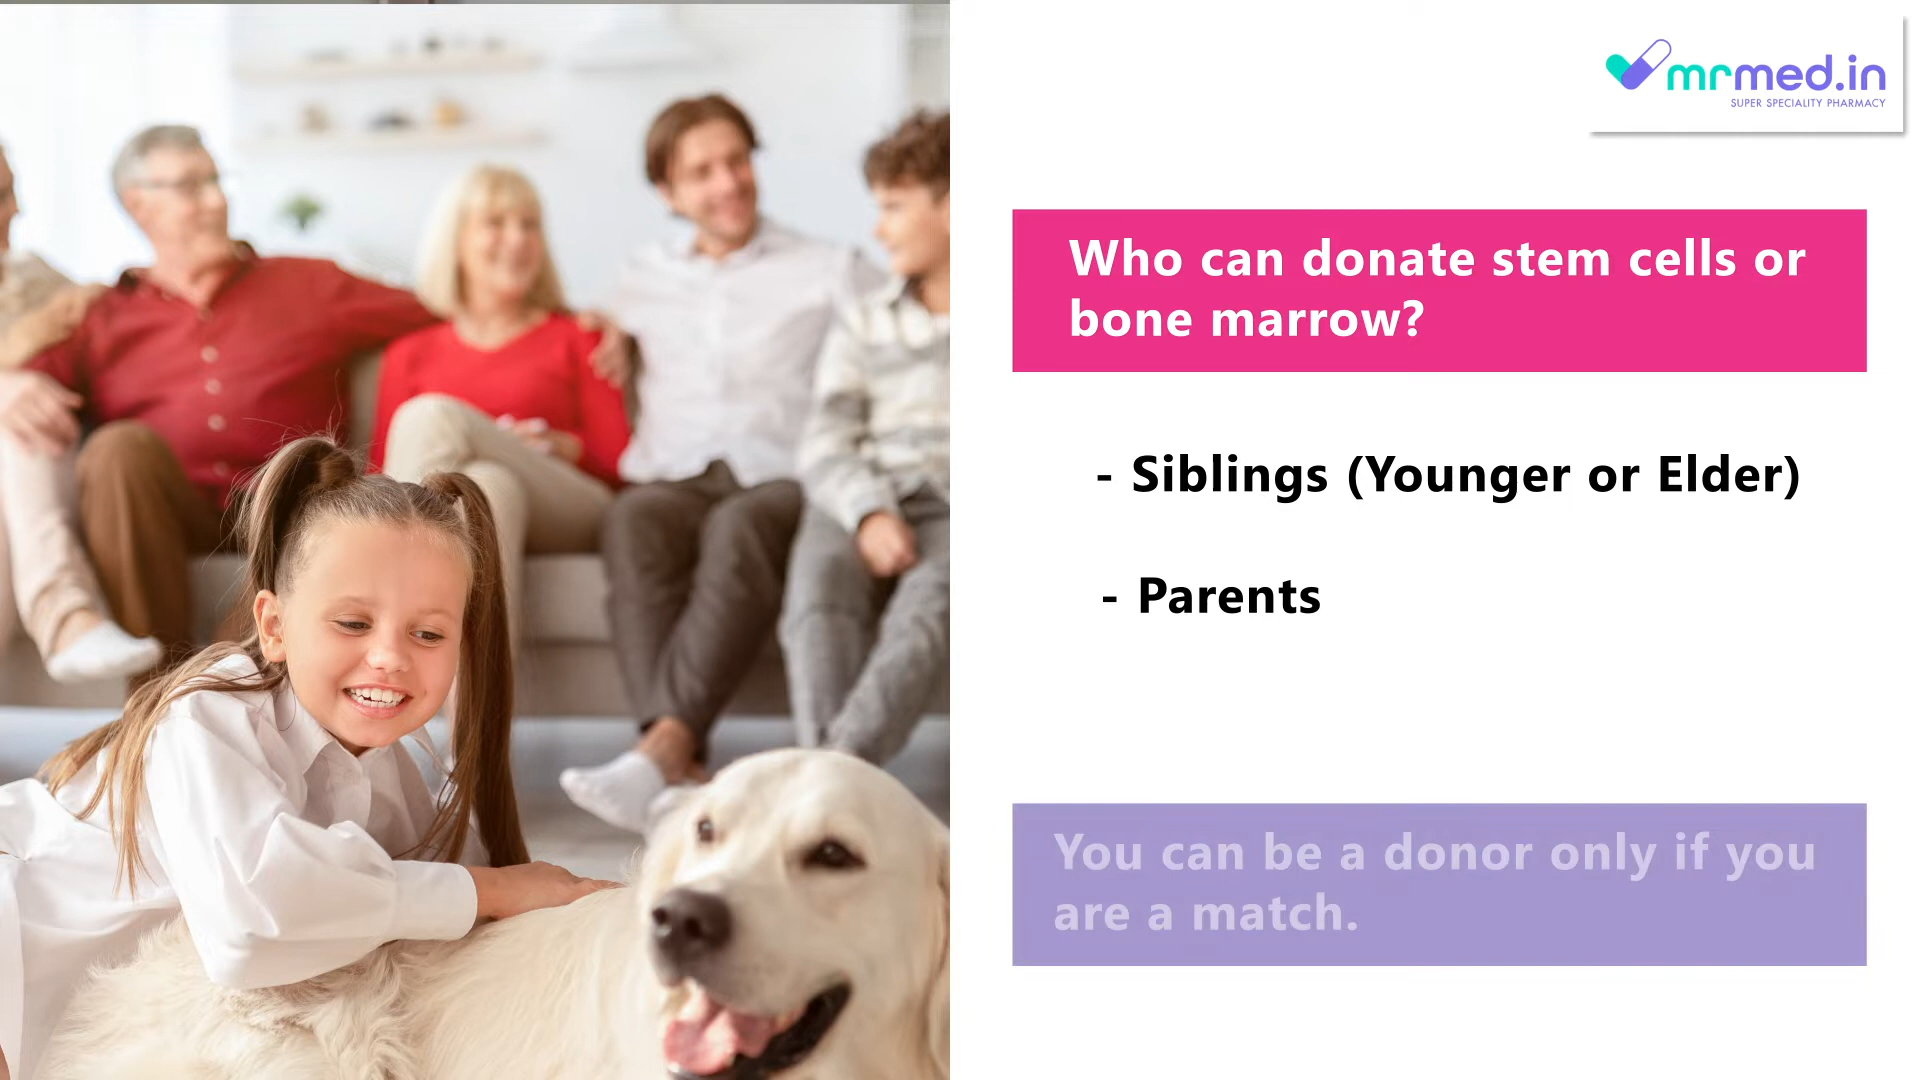 mrmed.in
SUPER SPECIALITY PHARMACY
Who can donate stem cells or
bone marrow?
- Siblings (Younger or Elder)
- Parents
You can be a donor only if you
are a match.